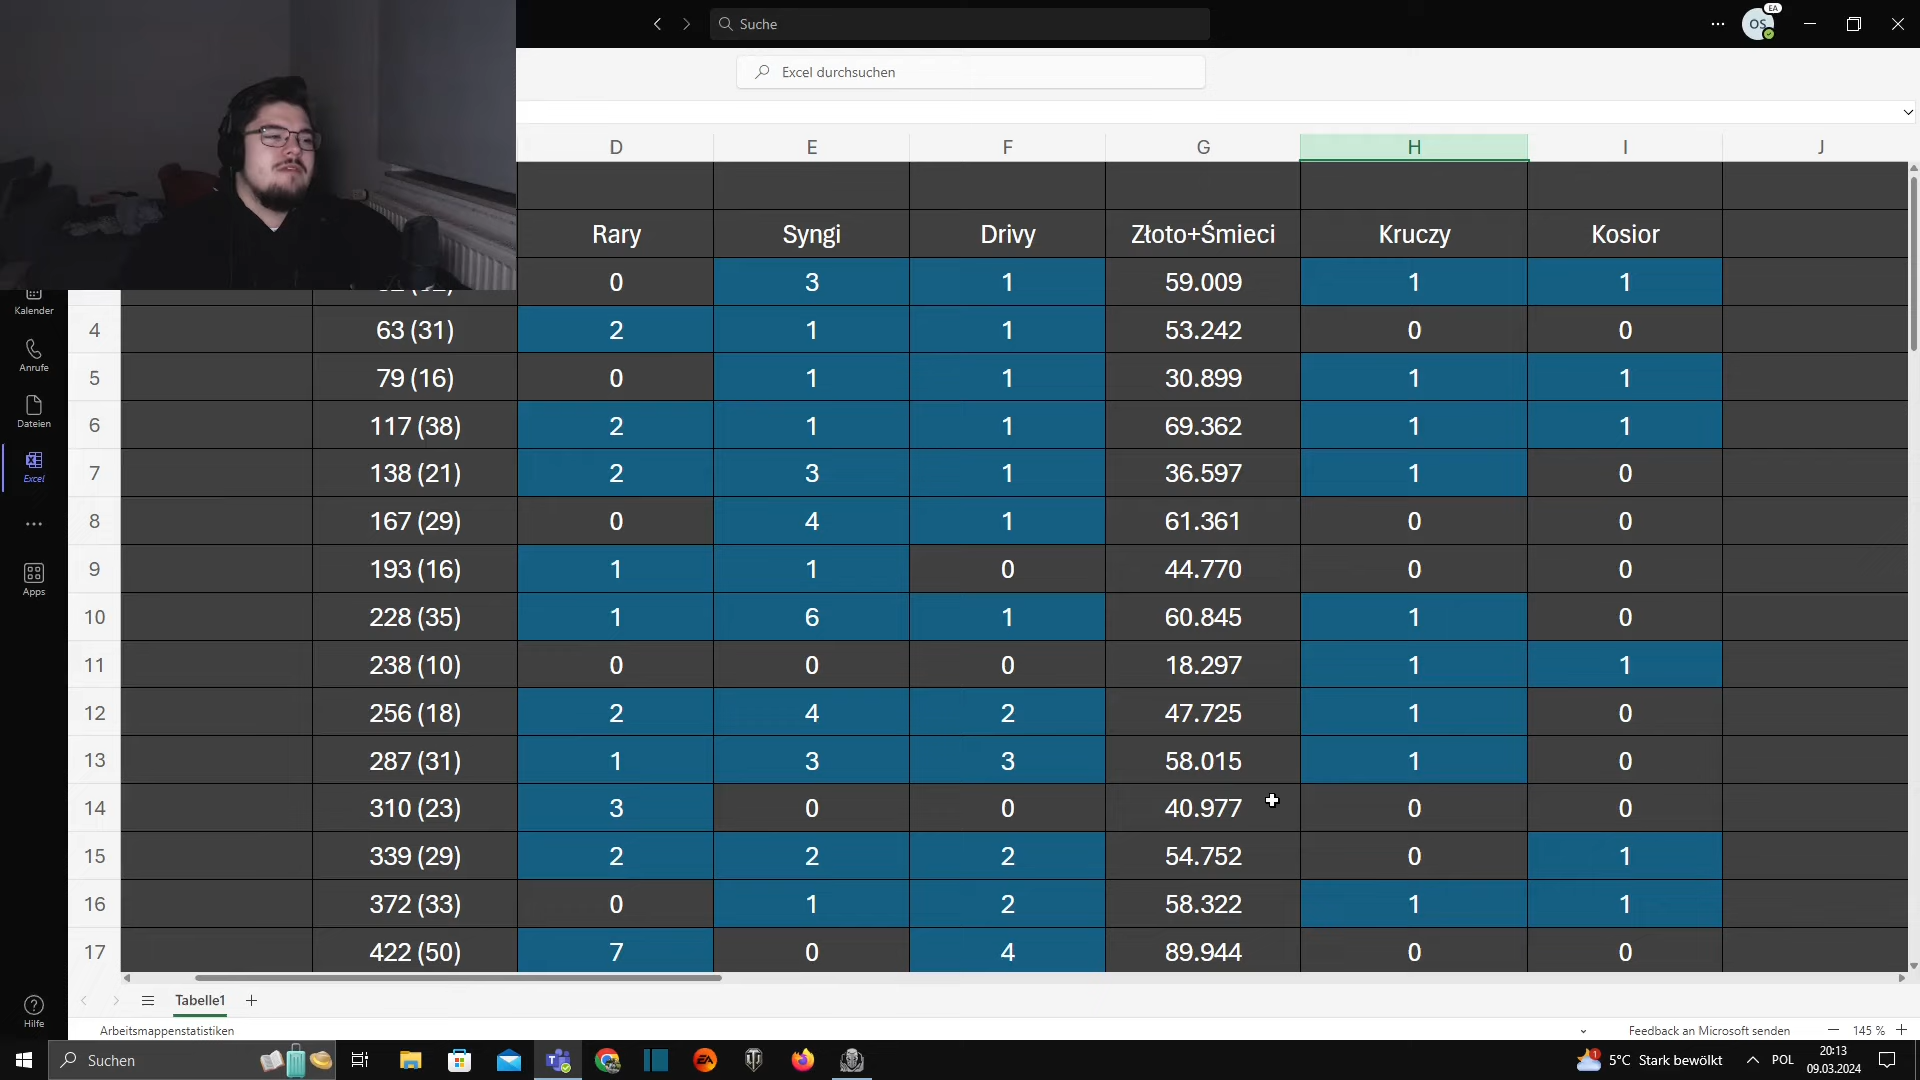 Suche
EA
OS
Excel durchsuchen
D E F G H I J
Rary Syngi Drivy Złoto+Śmieci Kruczy Kosior
0 3 1 59.009 1 1
4 63 (31) 2 1 1 53.242 0 0
5 79 (16) 0 1 1 30.899 1 1
6 117 (38) 2 1 1 69.362 1 1
7 138 (21) 2 3 1 36.597 1 0
8 167 (29) 0 4 1 61.361 0 0
9 193 (16) 1 1 0 44.770 0 0
10 228 (35) 1 6 1 60.845 1 0
11 238 (10) 0 0 0 18.297 1 1
12 256 (18) 2 4 2 47.725 1 0
13 287 (31) 1 3 3 58.015 1 0
14 310 (23) 3 0 0 40.977 0 0
15 339 (29) 2 2 2 54.752 0 1
16 372 (33) 0 1 2 58.322 1 1
17 422 (50) 7 0 4 89.944 0 0
Kalender
Anrufe
Dateien
Excel
Apps
Hilfe
Tabelle1
Arbeitsmappenstatistiken
Feedback an Microsoft senden
145 %
Suchen
EA
1
5°C Stark bewölkt
POL
20:13
09.03.2024